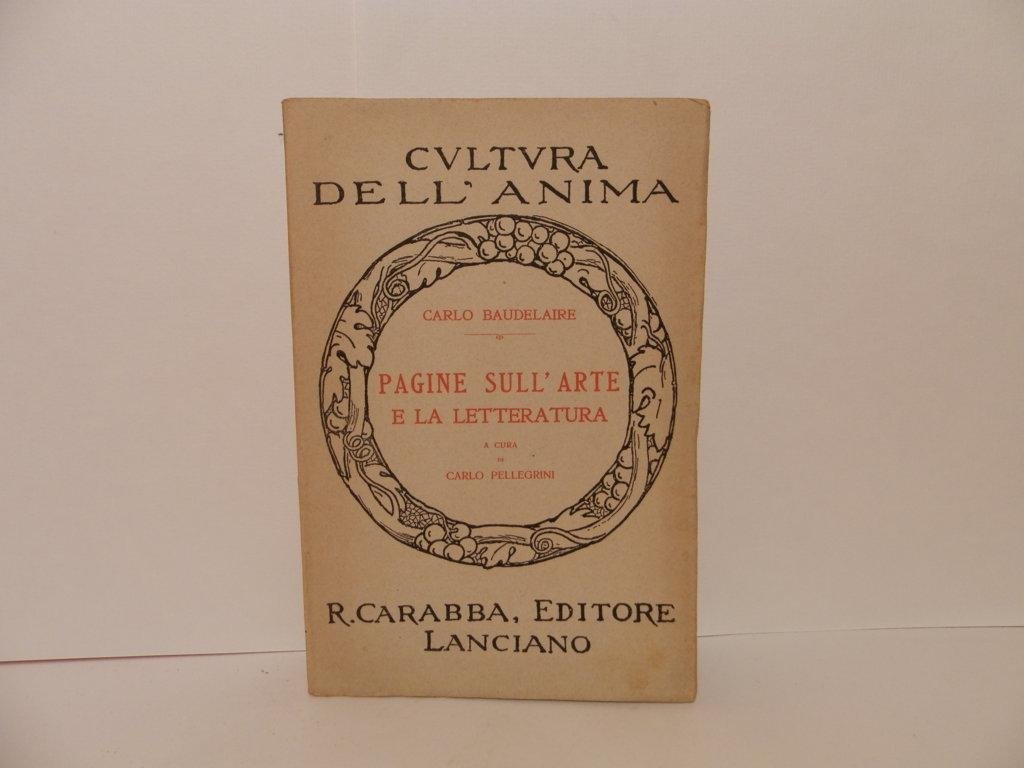 CVLTVRA
DELL' ANIMA
CARLO BAUDELAIRE
PAGINE SULL' ARTE
E LA LETTERATURA
A CURA
DI
CARLO PELLEGRINI
R. CARABBA, EDITORE
LANCIANO